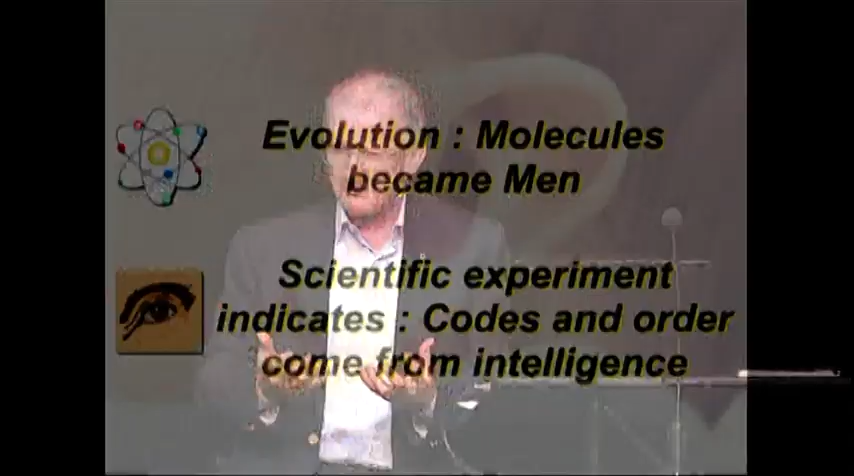 Evolution : Molecules
became Men
Scientific experiment
indicates : Codes and order
come from intelligence